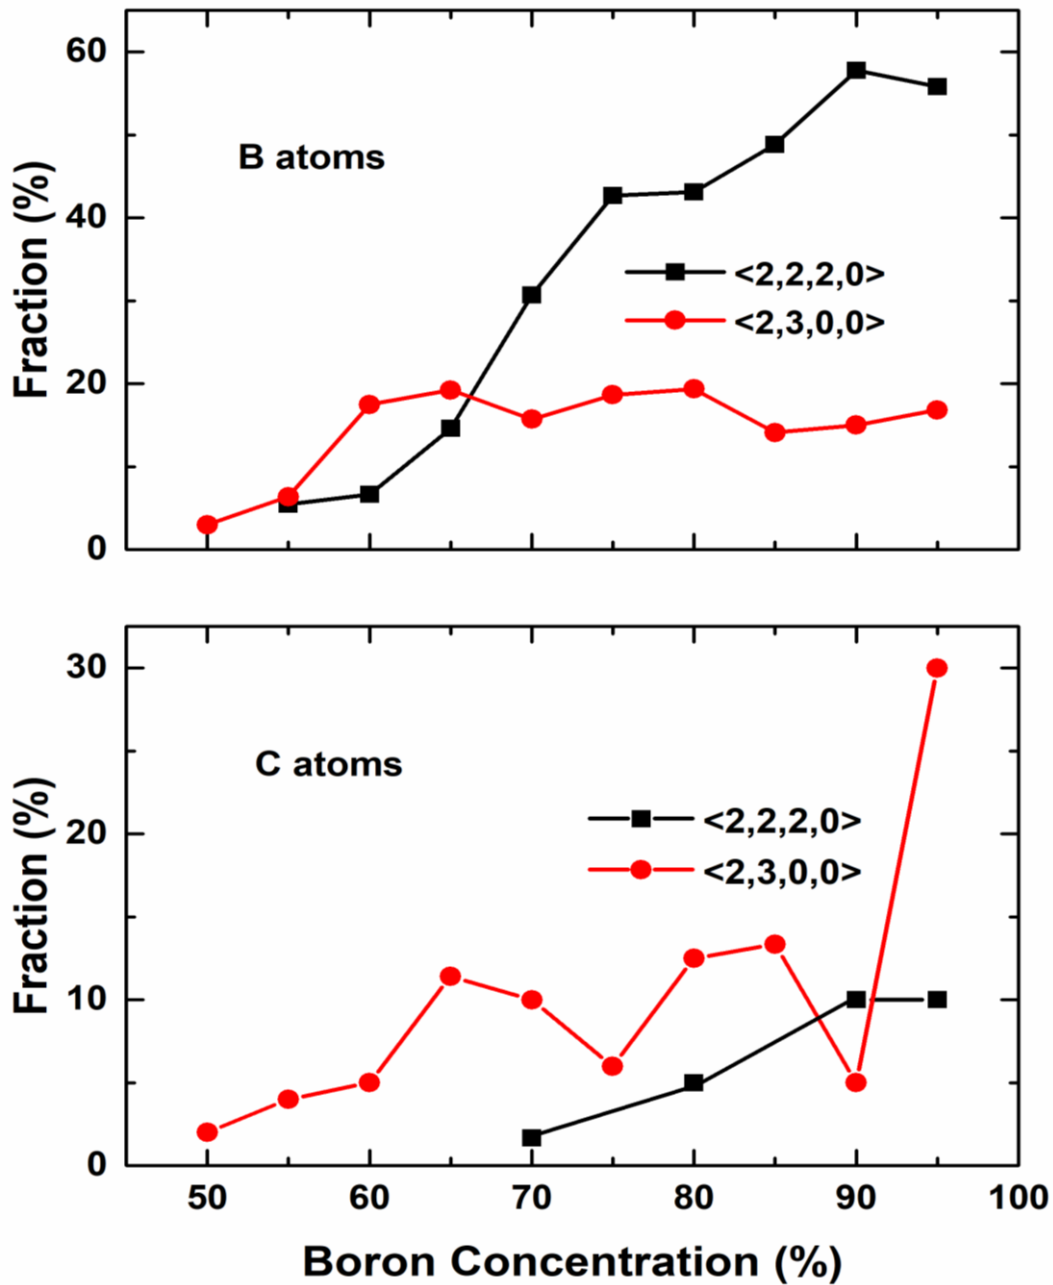 60
B atoms
40
<2,2,2,0>
<2,3,0,0>
20
0
Fraction (%)
30
C atoms
20
<2,2,2,0>
<2,3,0,0>
10
0
Fraction (%)
50 60 70 80 90 100
Boron Concentration (%)